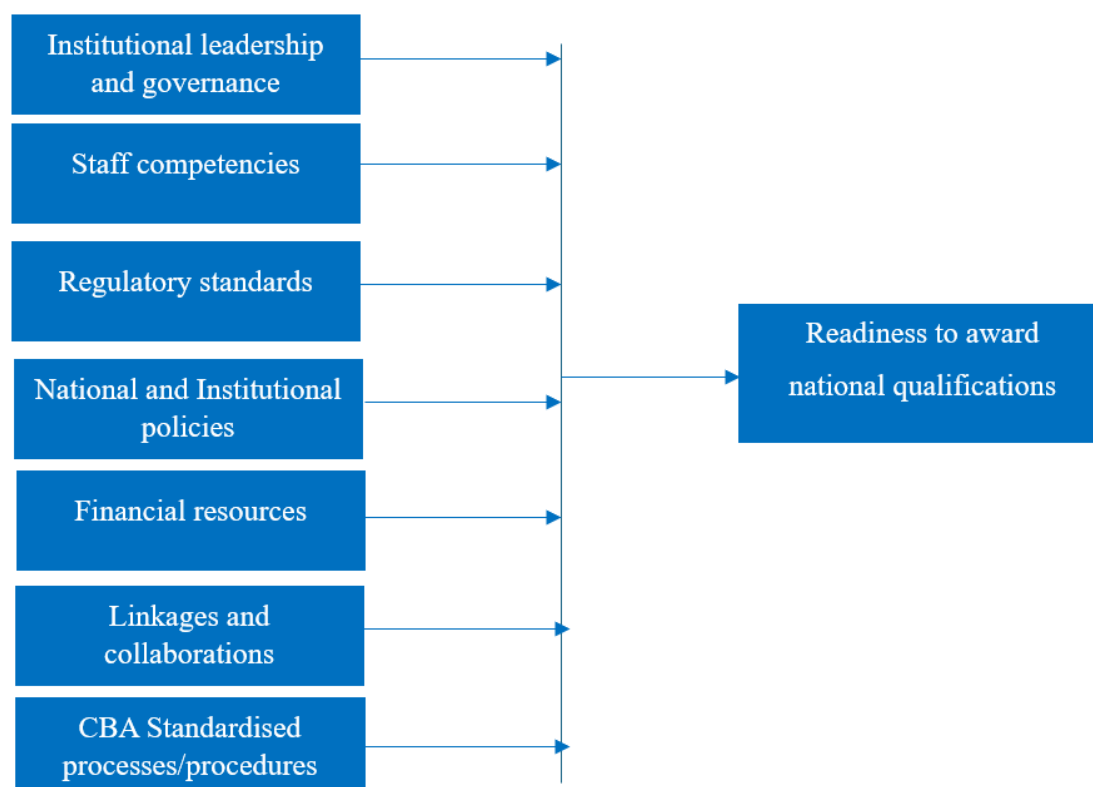 Institutional leadership
and governance
Staff competencies
Regulatory standards
National and Institutional
policies
Financial resources
Linkages and
collaborations
CBA Standardised
processes/procedures
Readiness to award
national qualifications